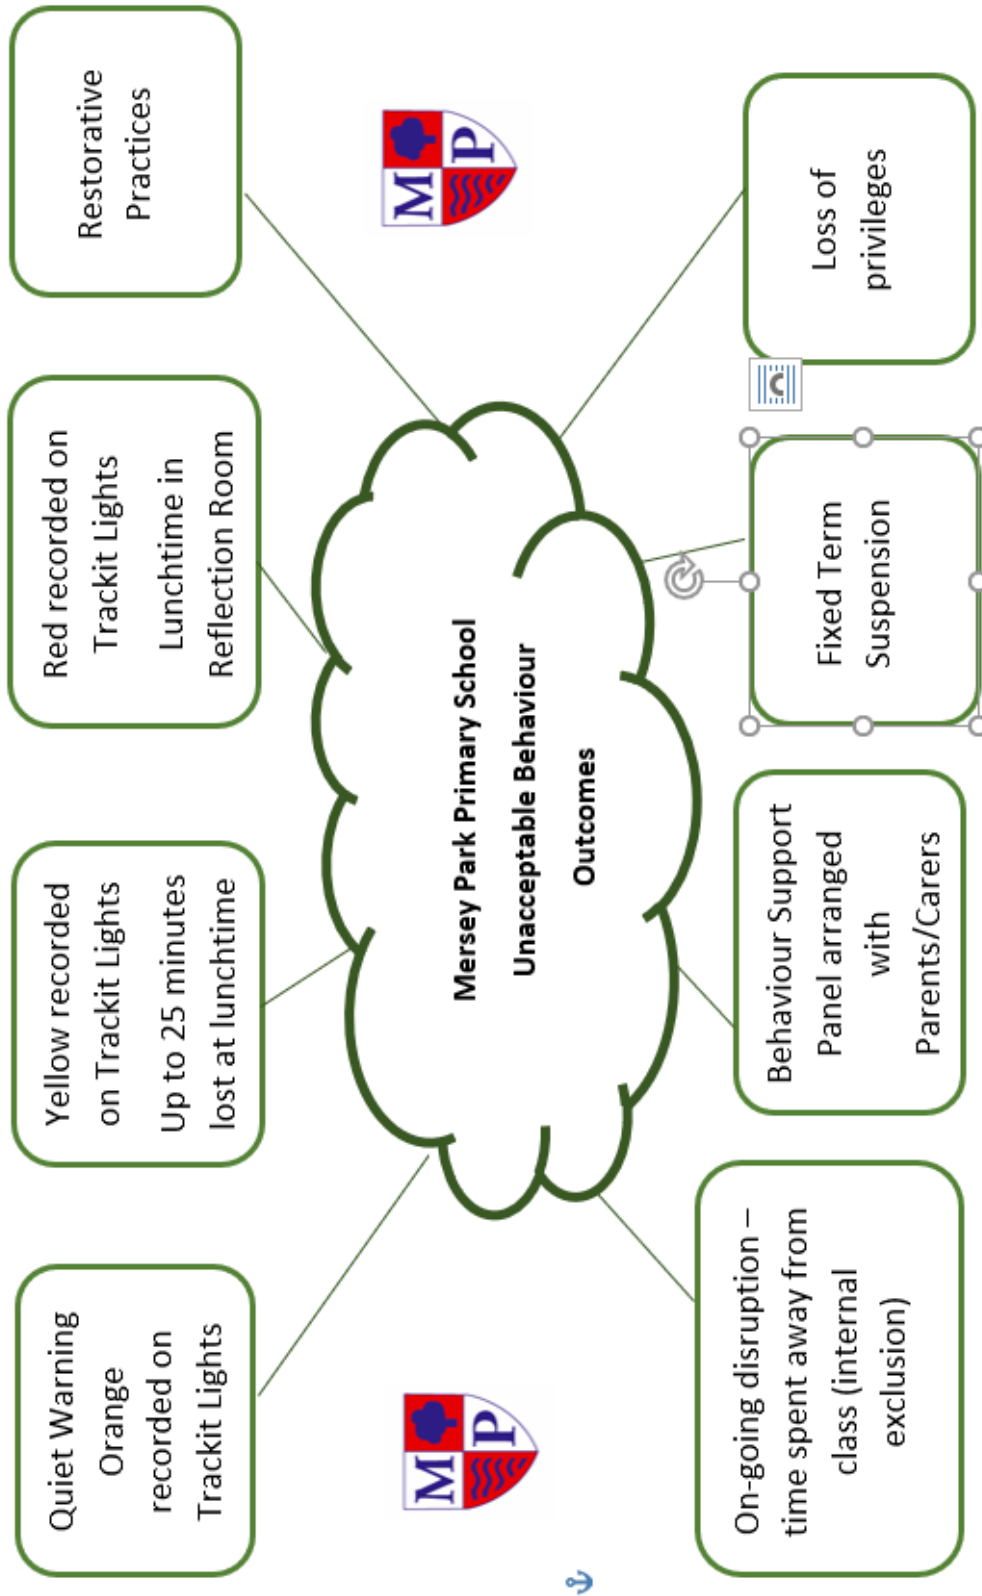 Quiet Warning
Orange
recorded on
Trackit Lights
Yellow recorded
on Trackit Lights
Up to 25 minutes
lost at lunchtime
Red recorded on
Trackit Lights
Lunchtime in
Reflection Room
Restorative
Practices
M
P
Mersey Park Primary School
Unacceptable Behaviour
Outcomes
M
P
On-going disruption –
time spent away from
class (internal
exclusion)
Behaviour Support
Panel arranged
with
Parents/Carers
Fixed Term
Suspension
Loss of
privileges